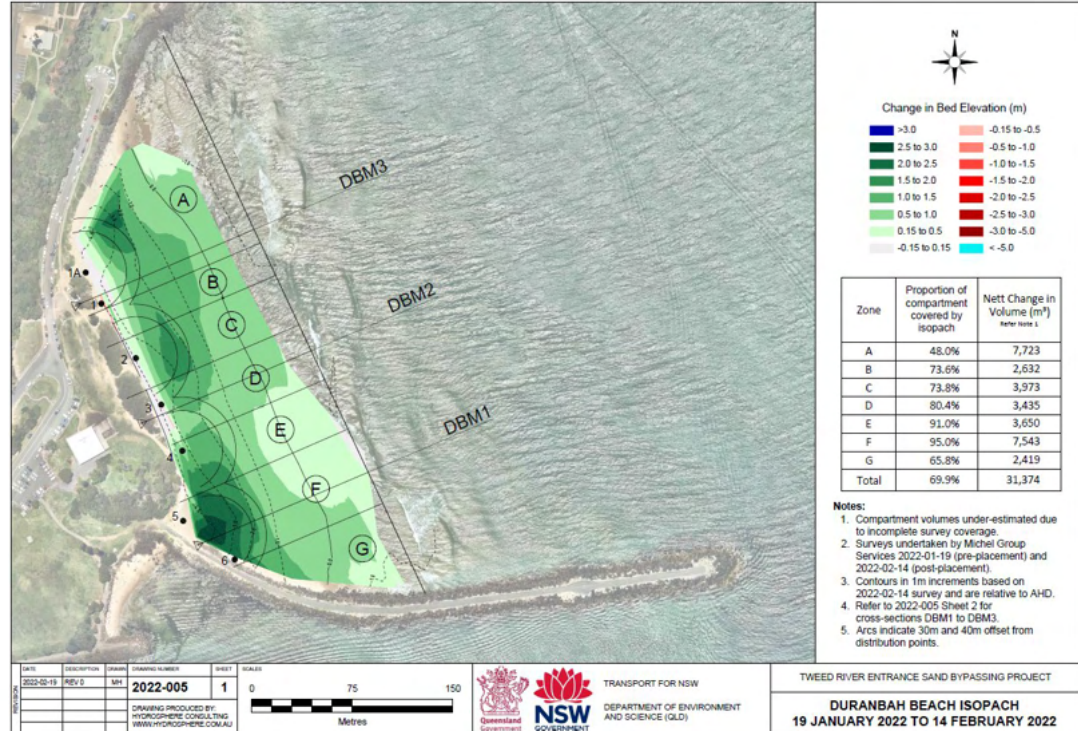 DBM3
DBM2
DBM1
A
B
C
D
E
F
G
1A
1
2
3
4
5
6
N
Change in Bed Elevation (m)
>3.0
2.5 to 3.0
2.0 to 2.5
1.5 to 2.0
1.0 to 1.5
0.5 to 1.0
0.15 to 0.5
-0.15 to 0.15
-0.15 to -0.5
-0.5 to -1.0
-1.0 to -1.5
-1.5 to -2.0
-2.0 to -2.5
-2.5 to -3.0
-3.0 to -5.0
< -5.0
Zone Proportion of compartment covered by isopach Nett Change in Volume (m³) Refer Note 1
A 48.0% 7,723
B 73.6% 2,632
C 73.8% 3,973
D 80.4% 3,435
E 91.0% 3,650
F 95.0% 7,543
G 65.8% 2,419
Total 69.9% 31,374
Notes:
1. Compartment volumes under-estimated due
to incomplete survey coverage.
2. Surveys undertaken by Michel Group
Services 2022-01-19 (pre-placement) and
2022-02-14 (post-placement).
3. Contours in 1m increments based on
2022-02-14 survey and are relative to AHD.
4. Refer to 2022-005 Sheet 2 for
cross-sections DBM1 to DBM3.
5. Arcs indicate 30m and 40m offset from
distribution points.
REVISION
DATE DESCRIPTION DRAWN
2022-02-19 REV 0 MH
DRAWING NUMBER
2022-005
SHEET
1
DRAWING PRODUCED BY:
HYDROSPHERE CONSULTING
WWW.HYDROSPHERE.COM.AU
SCALES
0 75 150
Metres
Queensland
Government
NSW
GOVERNMENT
TRANSPORT FOR NSW
DEPARTMENT OF ENVIRONMENT
AND SCIENCE (QLD)
TWEED RIVER ENTRANCE SAND BYPASSING PROJECT
DURANBAH BEACH ISOPACH
19 JANUARY 2022 TO 14 FEBRUARY 2022